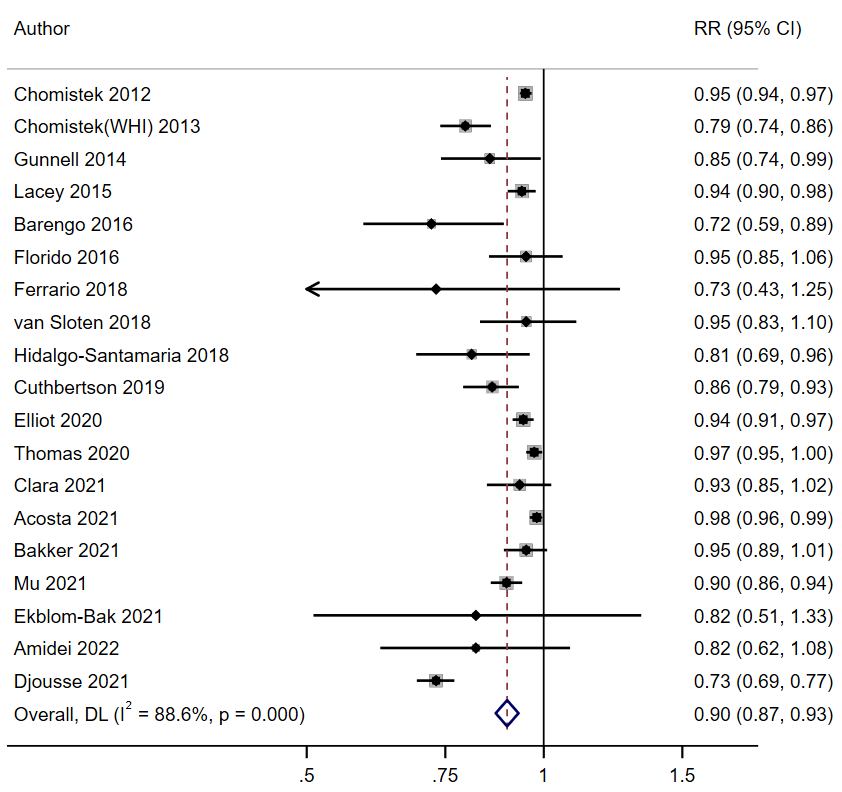 Author RR (95% CI)
Chomistek 2012 0.95 (0.94, 0.97)
Chomistek(WHI) 2013 0.79 (0.74, 0.86)
Gunnell 2014 0.85 (0.74, 0.99)
Lacey 2015 0.94 (0.90, 0.98)
Barengo 2016 0.72 (0.59, 0.89)
Florido 2016 0.95 (0.85, 1.06)
Ferrario 2018 0.73 (0.43, 1.25)
van Sloten 2018 0.95 (0.83, 1.10)
Hidalgo-Santamaria 2018 0.81 (0.69, 0.96)
Cuthbertson 2019 0.86 (0.79, 0.93)
Elliot 2020 0.94 (0.91, 0.97)
Thomas 2020 0.97 (0.95, 1.00)
Clara 2021 0.93 (0.85, 1.02)
Acosta 2021 0.98 (0.96, 0.99)
Bakker 2021 0.95 (0.89, 1.01)
Mu 2021 0.90 (0.86, 0.94)
Ekblom-Bak 2021 0.82 (0.51, 1.33)
Amidei 2022 0.82 (0.62, 1.08)
Djousse 2021 0.73 (0.69, 0.77)
Overall, DL (I² = 88.6%, p = 0.000) 0.90 (0.87, 0.93)
.5 .75 1 1.5